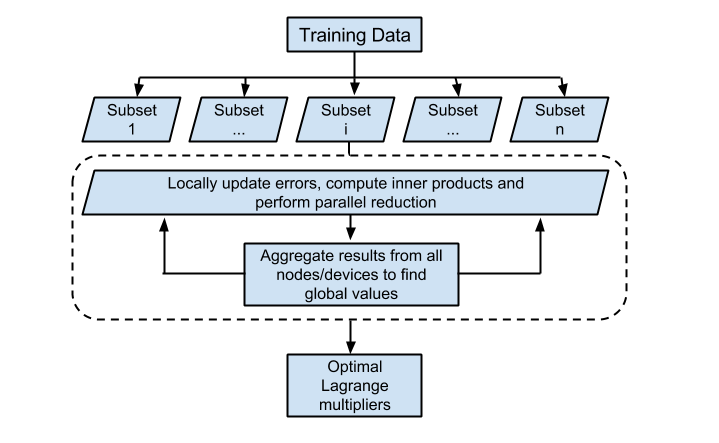 Training Data
Subset
1
Subset
...
Subset
i
Subset
...
Subset
n
Locally update errors, compute inner products and
perform parallel reduction
Aggregate results from all
nodes/devices to find
global values
Optimal
Lagrange
multipliers